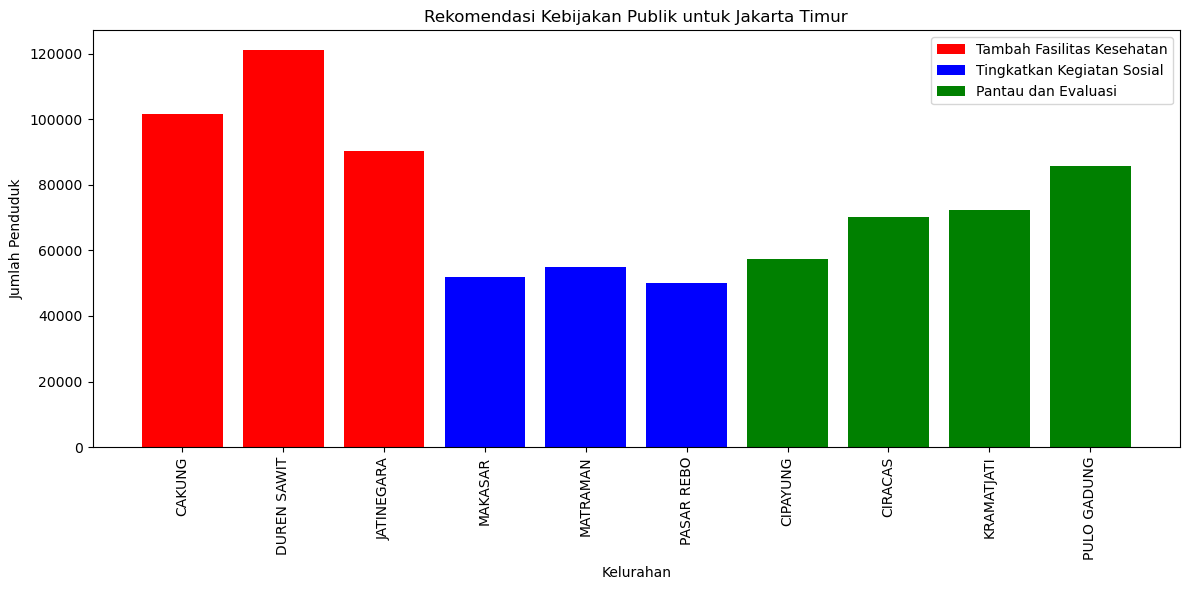 Rekomendasi Kebijakan Publik untuk Jakarta Timur
Tambah Fasilitas Kesehatan
Tingkatkan Kegiatan Sosial
Pantau dan Evaluasi
Jumlah Penduduk
120000
100000
80000
60000
40000
20000
0
CAKUNG
DUREN SAWIT
JATINEGARA
MAKASAR
MATRAMAN
PASAR REBO
CIPAYUNG
CIRACAS
KRAMATJATI
PULO GADUNG
Kelurahan